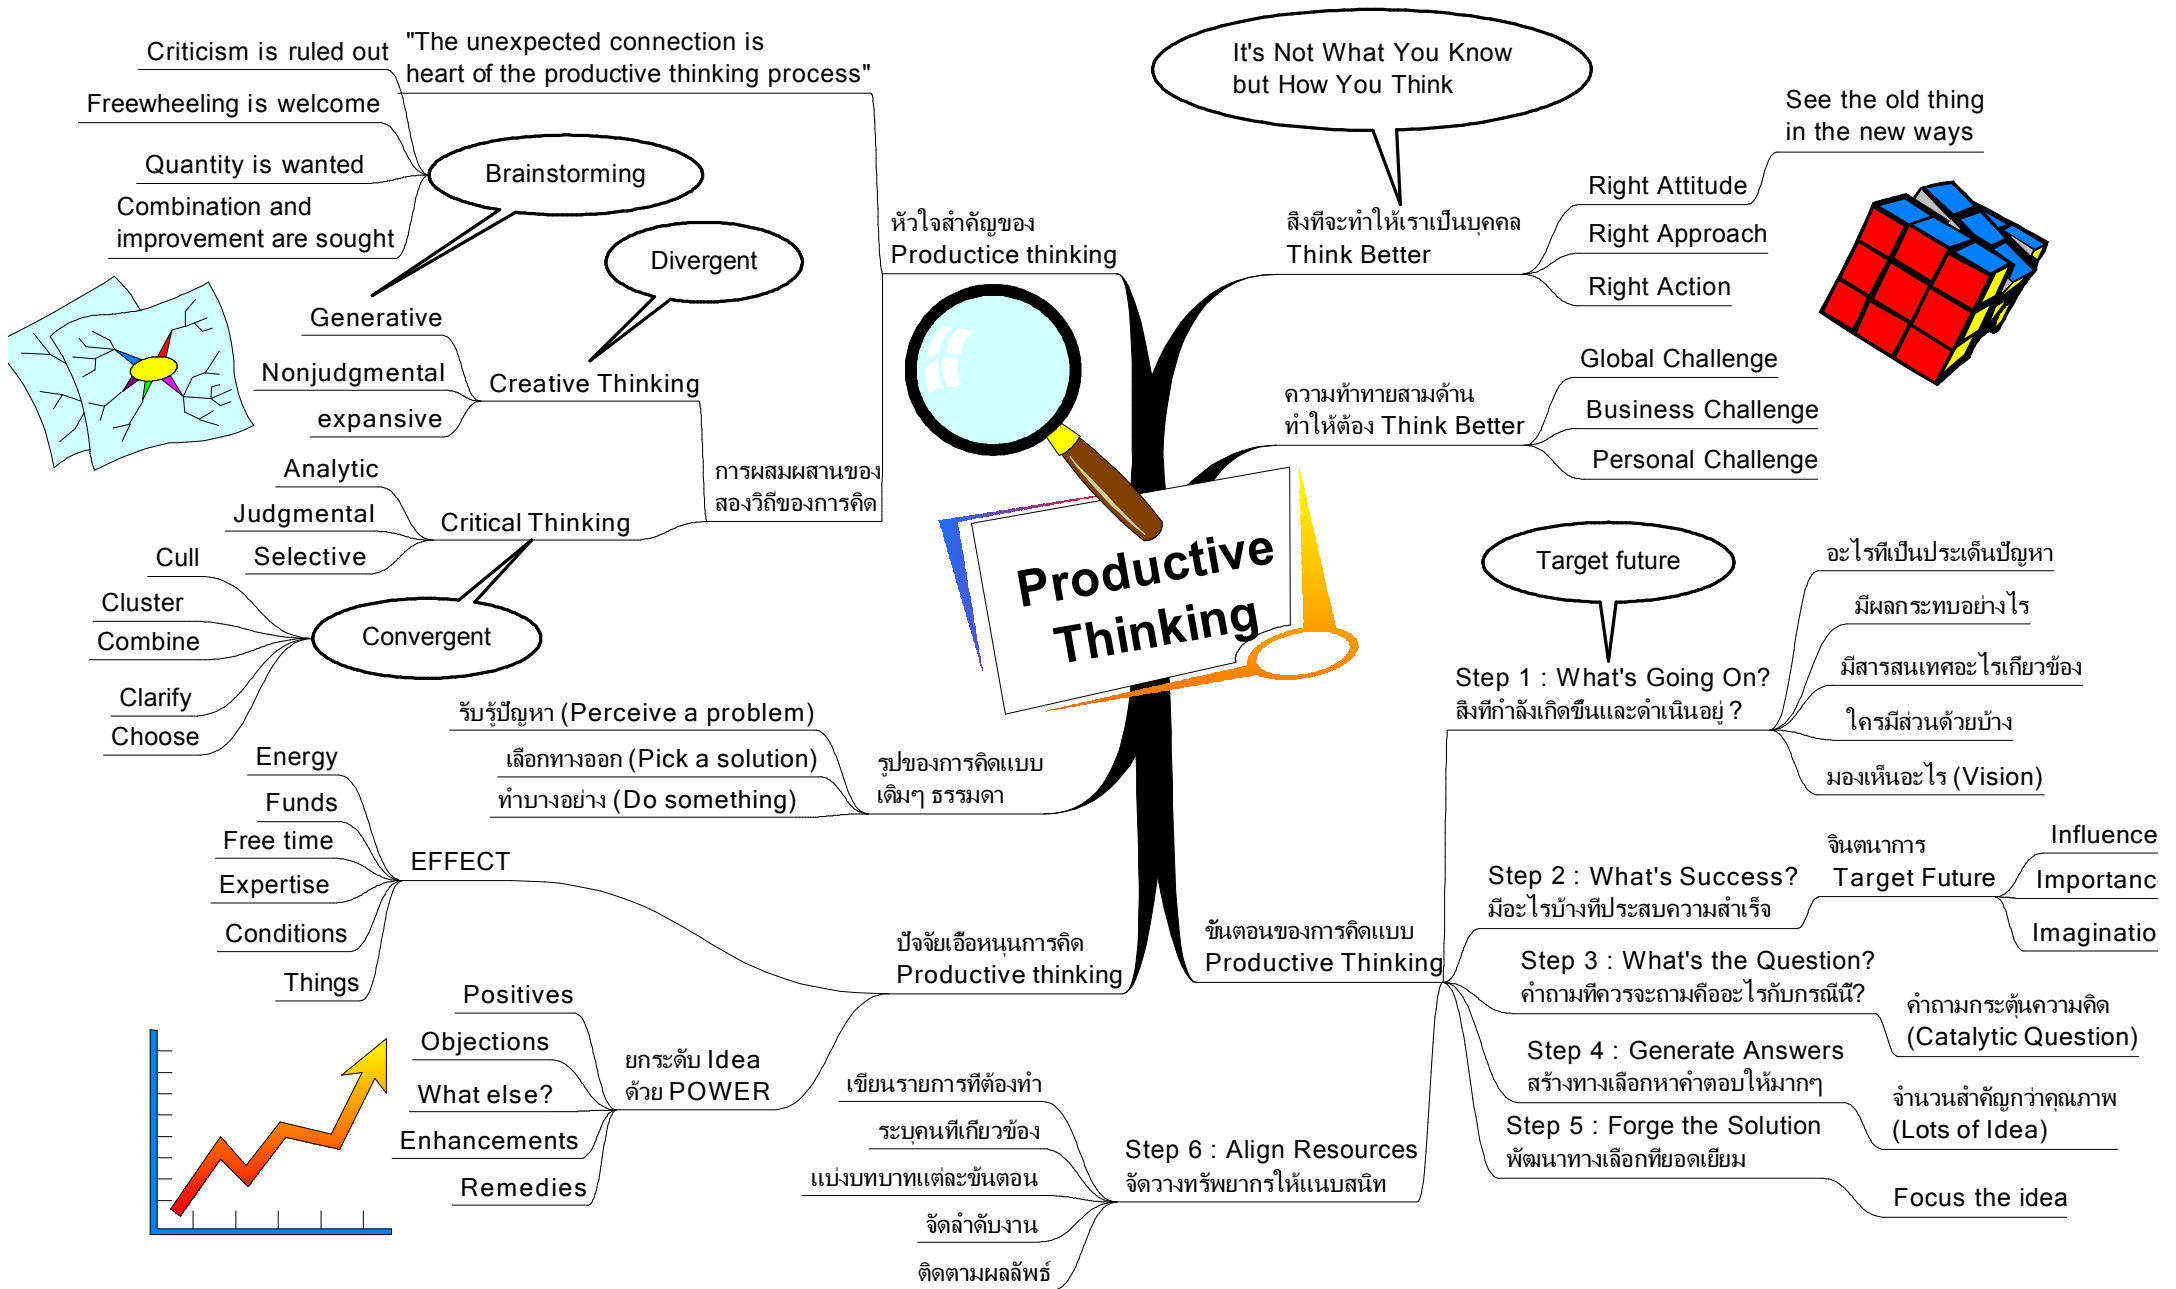 "The unexpected connection is
heart of the productive thinking process"
Criticism is ruled out
Freewheeling is welcome
Quantity is wanted
Combination and
improvement are sought
Brainstorming
Divergent
หัวใจสำคัญของ
Productice thinking
Generative
Nonjudgmental
expansive
Creative Thinking
การผสมผสานของ
สองวิถีของการคิด
Analytic
Judgmental
Selective
Critical Thinking
Cull
Cluster
Combine
Clarify
Choose
Convergent
It's Not What You Know
but How You Think
สิ่งที่จะทำให้เราเป็นบุคคล
Think Better
Right Attitude
See the old thing
in the new ways
Right Approach
Right Action
ความท้าทายสามด้าน
ทำให้ต้อง Think Better
Global Challenge
Business Challenge
Personal Challenge
Productive
Thinking
รับรู้ปัญหา (Perceive a problem)
เลือกทางออก (Pick a solution)
ทำบางอย่าง (Do something)
รูปของการคิดแบบ
เดิมๆ ธรรมดา
Energy
Funds
Free time
Expertise
Conditions
Things
EFFECT
ปัจจัยเอื้อหนุนการคิด
Productive thinking
Positives
Objections
What else?
Enhancements
Remedies
ยกระดับ Idea
ด้วย POWER
ขั้นตอนของการคิดแบบ
Productive Thinking
Target future
Step 1 : What's Going On?
สิ่งที่กำลังเกิดขึ้นและดำเนินอยู่ ?
อะไรที่เป็นประเด็นปัญหา
มีผลกระทบอย่างไร
มีสารสนเทศอะไรเกี่ยวข้อง
ใครมีส่วนด้วยบ้าง
มองเห็นอะไร (Vision)
Step 2 : What's Success?
มีอะไรบ้างที่ประสบความสำเร็จ
จินตนาการ
Target Future
Influence
Importanc
Imaginatio
Step 3 : What's the Question?
คำถามที่ควรจะถามคืออะไรกับกรณีนี้?
คำถามกระตุ้นความคิด
(Catalytic Question)
Step 4 : Generate Answers
สร้างทางเลือกหาคำตอบให้มากๆ
จำนวนสำคัญกว่าคุณภาพ
(Lots of Idea)
Step 5 : Forge the Solution
พัฒนาทางเลือกที่ยอดเยี่ยม
Focus the idea
Step 6 : Align Resources
จัดวางทรัพยากรให้แนบสนิท
เขียนรายการที่ต้องทำ
ระบุคนที่เกี่ยวข้อง
แบ่งบทบาทแต่ละขั้นตอน
จัดลำดับงาน
ติดตามผลลัพธ์